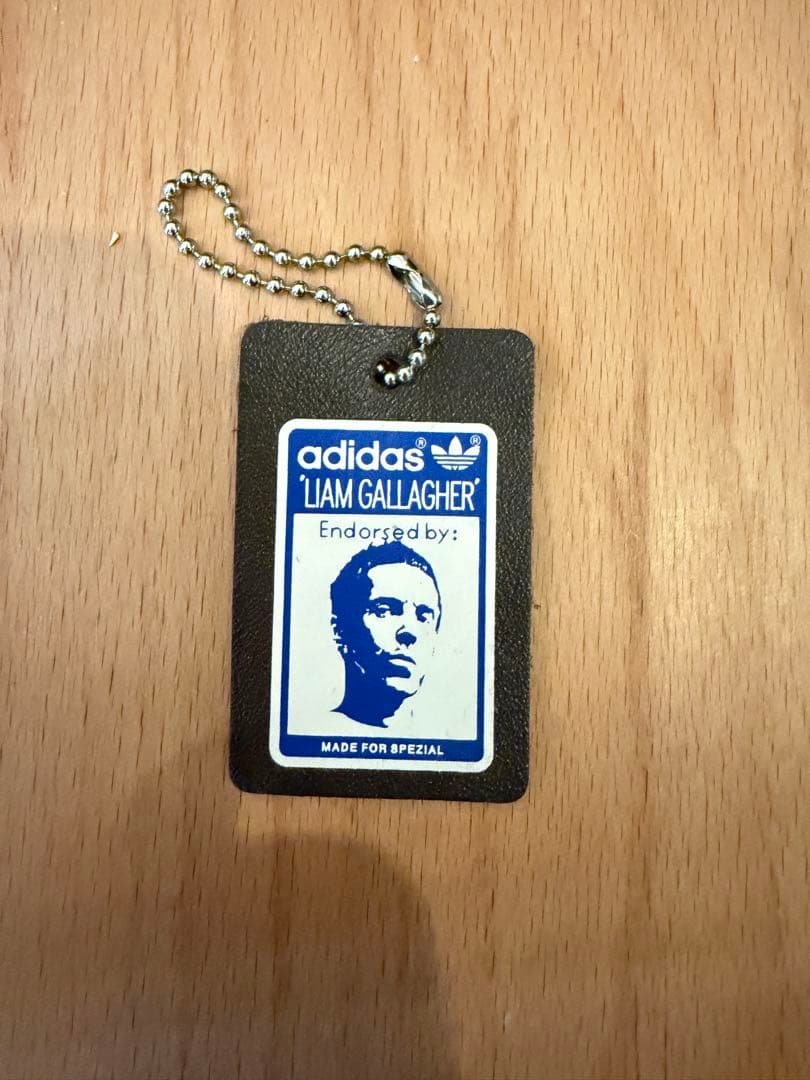 adidas® ®
'LIAM GALLAGHER'
Endorsed by:
MADE FOR SPEZIAL